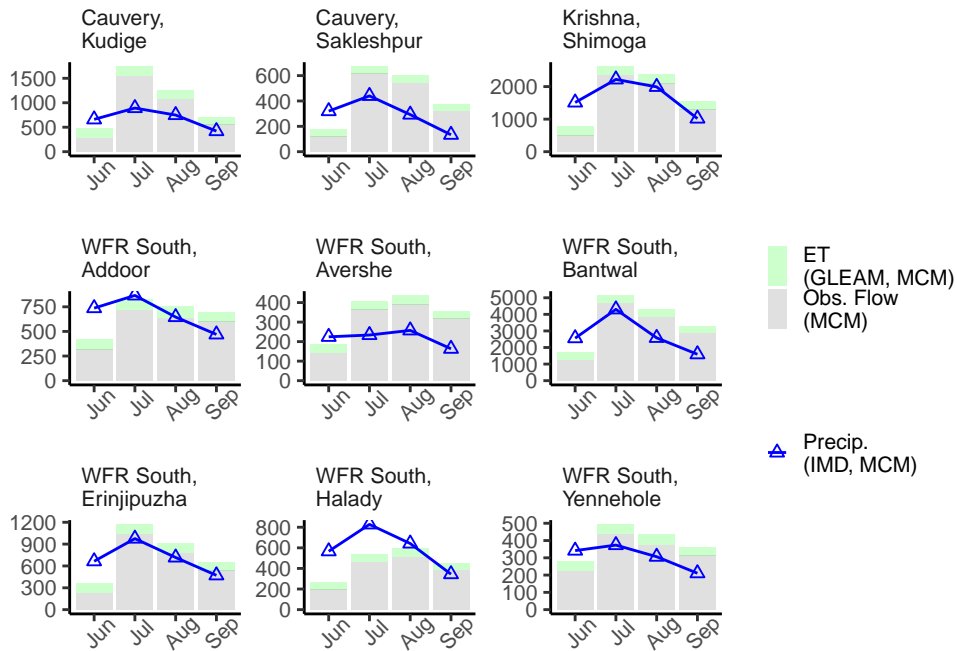 Cauvery,
Kudige
1500
1000
500
0
Jun
Jul
Aug
Sep
Cauvery,
Sakleshpur
600
400
200
0
Jun
Jul
Aug
Sep
Krishna,
Shimoga
2000
1000
0
Jun
Jul
Aug
Sep
WFR South,
Addoor
750
500
250
0
Jun
Jul
Aug
Sep
WFR South,
Avershe
400
300
200
100
0
Jun
Jul
Aug
Sep
WFR South,
Bantwal
5000
4000
3000
2000
1000
0
Jun
Jul
Aug
Sep
WFR South,
Erinjipuzha
1200
900
600
300
0
Jun
Jul
Aug
Sep
WFR South,
Halady
800
600
400
200
0
Jun
Jul
Aug
Sep
WFR South,
Yennehole
500
400
300
200
100
0
Jun
Jul
Aug
Sep
ET
(GLEAM, MCM)
Obs. Flow
(MCM)
Precip.
(IMD, MCM)